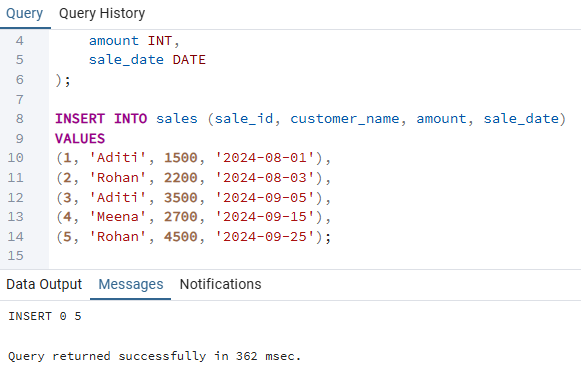 Query Query History
4 amount INT,
5 sale_date DATE
6 );
7
8 INSERT INTO sales (sale_id, customer_name, amount, sale_date)
9 VALUES
10 (1, 'Aditi', 1500, '2024-08-01'),
11 (2, 'Rohan', 2200, '2024-08-03'),
12 (3, 'Aditi', 3500, '2024-09-05'),
13 (4, 'Meena', 2700, '2024-09-15'),
14 (5, 'Rohan', 4500, '2024-09-25');
15
Data Output Messages Notifications
INSERT 0 5
Query returned successfully in 362 msec.